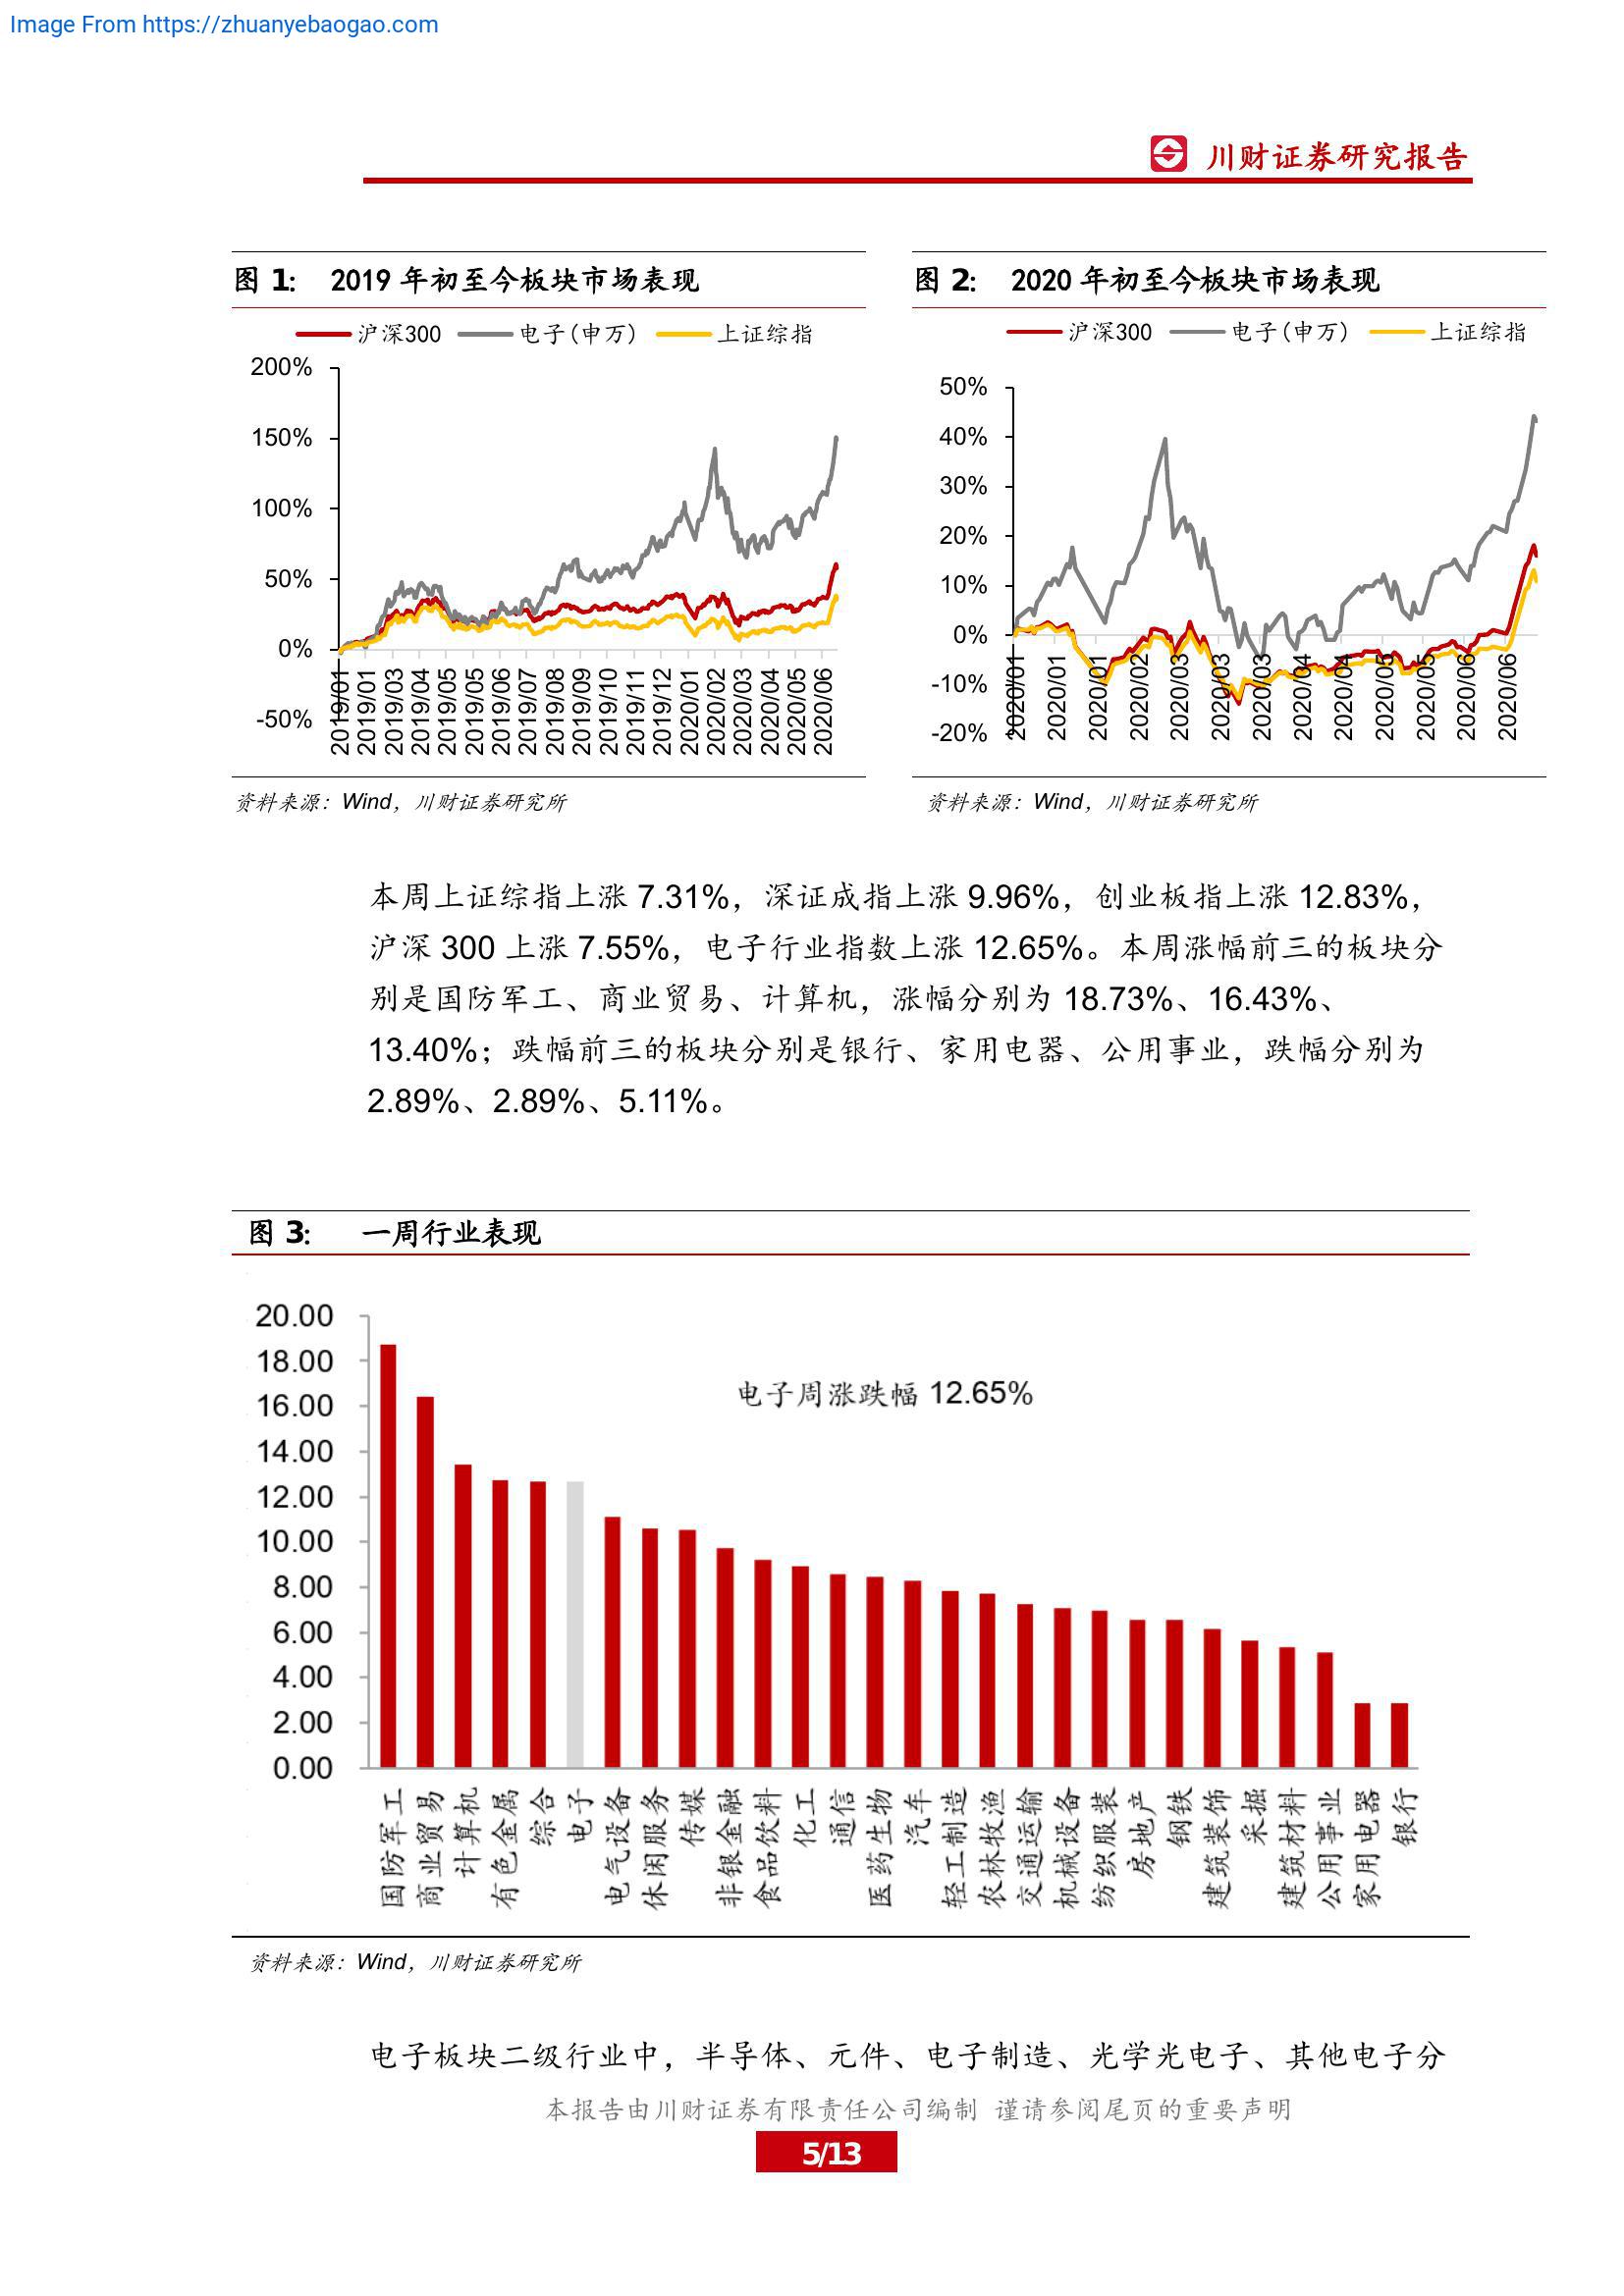 Image From https://zhuanyebaogao.com
川财证券研究报告
图 1: 2019 年初至今板块市场表现
沪深300 电子(申万) 上证综指
200%
150%
100%
50%
0%
-50%
2019/01 2019/01 2019/03 2019/04 2019/05 2019/05 2019/06 2019/07 2019/08 2019/09 2019/10 2019/11 2019/12 2020/01 2020/02 2020/03 2020/04 2020/05 2020/06
资料来源：Wind，川财证券研究所
图 2: 2020 年初至今板块市场表现
沪深300 电子(申万) 上证综指
50%
40%
30%
20%
10%
0%
-10%
-20%
2020/01 2020/01 2020/01 2020/02 2020/03 2020/03 2020/03 2020/04 2020/04 2020/05 2020/05 2020/06 2020/06
资料来源：Wind，川财证券研究所
本周上证综指上涨 7.31%，深证成指上涨 9.96%，创业板指上涨 12.83%，
沪深 300 上涨 7.55%，电子行业指数上涨 12.65%。本周涨幅前三的板块分
别是国防军工、商业贸易、计算机，涨幅分别为 18.73%、16.43%、
13.40%；跌幅前三的板块分别是银行、家用电器、公用事业，跌幅分别为
2.89%、2.89%、5.11%。
图 3: 一周行业表现
电子周涨跌幅 12.65%
20.00
18.00
16.00
14.00
12.00
10.00
8.00
6.00
4.00
2.00
0.00
国防军工 商业贸易 计算机 有色金属 综合 电子 电气设备 休闲服务 传媒 非银金融 食品饮料 化工 通信 医药生物 汽车 轻工制造 农林牧渔 交通运输 机械设备 纺织服装 房地产 钢铁 建筑装饰 采掘 建筑材料 公用事业 家用电器 银行
资料来源：Wind，川财证券研究所
电子板块二级行业中，半导体、元件、电子制造、光学光电子、其他电子分
本报告由川财证券有限责任公司编制 谨请参阅尾页的重要声明
5/13